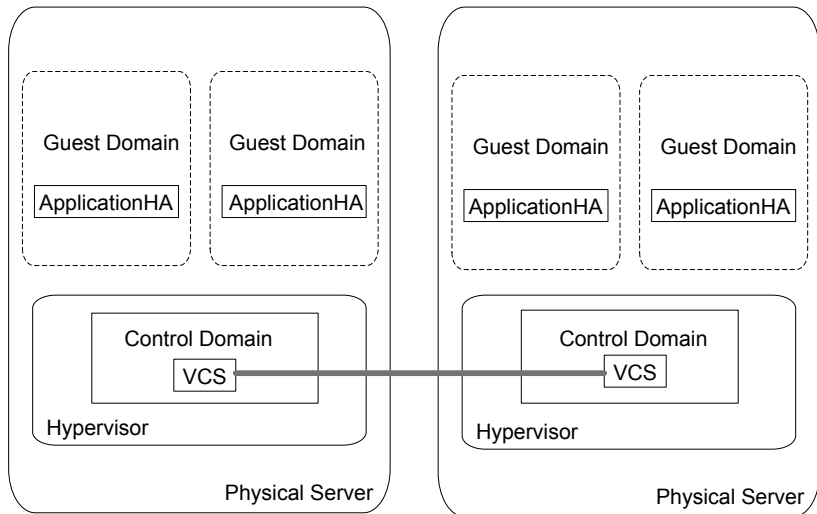 Guest Domain
Guest Domain
ApplicationHA
ApplicationHA
Control Domain
VCS
Hypervisor
Physical Server
Guest Domain
Guest Domain
ApplicationHA
ApplicationHA
Control Domain
VCS
Hypervisor
Physical Server